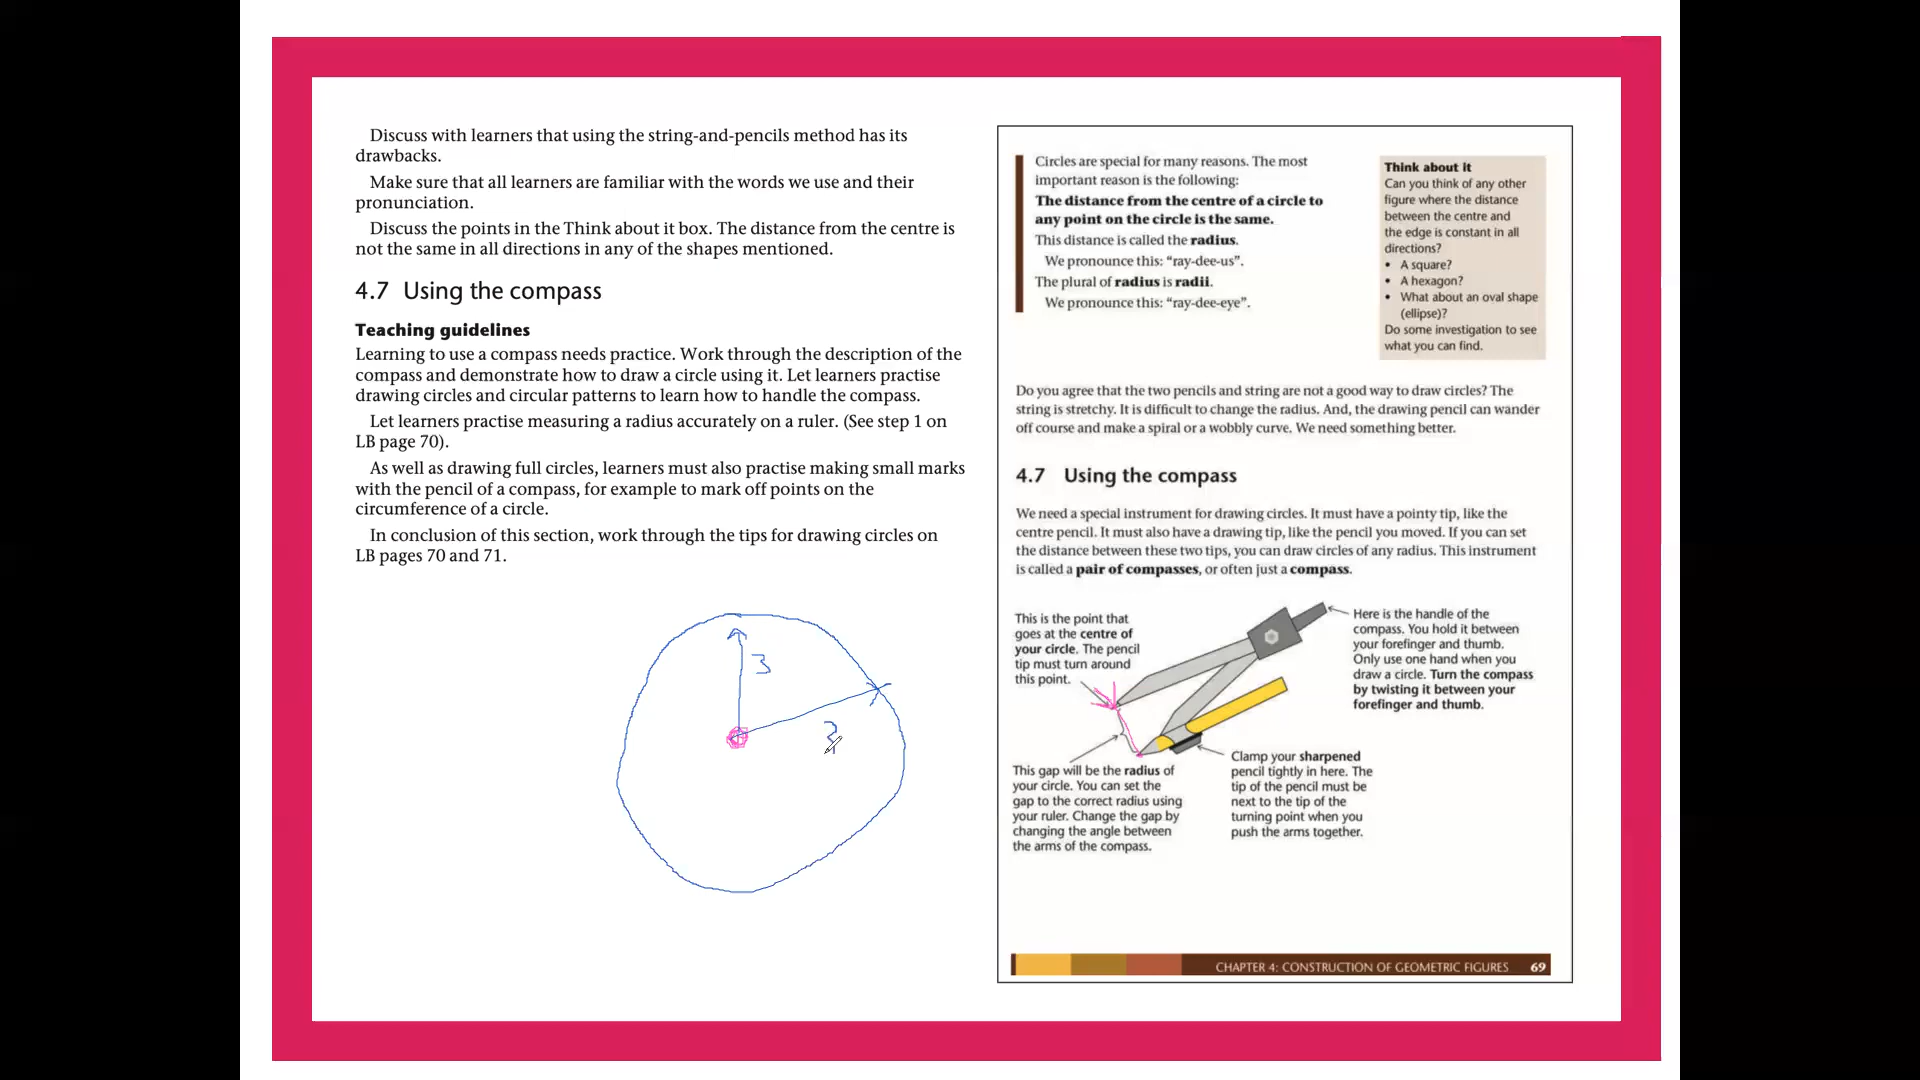 Discuss with learners that using the string-and-pencils method has its
drawbacks.
Make sure that all learners are familiar with the words we use and their
pronunciation.
Discuss the points in the Think about it box. The distance from the centre is
not the same in all directions in any of the shapes mentioned.
4.7 Using the compass
Teaching guidelines
Learning to use a compass needs practice. Work through the description of the
compass and demonstrate how to draw a circle using it. Let learners practise
drawing circles and circular patterns to learn how to handle the compass.
Let learners practise measuring a radius accurately on a ruler. (See step 1 on
LB page 70).
As well as drawing full circles, learners must also practise making small marks
with the pencil of a compass, for example to mark off points on the
circumference of a circle.
In conclusion of this section, work through the tips for drawing circles on
LB pages 70 and 71.
3
Circles are special for many reasons. The most
important reason is the following:
The distance from the centre of a circle to
any point on the circle is the same.
This distance is called the radius.
We pronounce this: “ray-dee-us”.
The plural of radius is radii.
We pronounce this: “ray-dee-eye”.
Think about it
Can you think of any other
figure where the distance
between the centre and
the edge is constant in all
directions?
• A square?
• A hexagon?
• What about an oval shape
(ellipse)?
Do some investigation to see
what you can find.
Do you agree that the two pencils and string are not a good way to draw circles? The
string is stretchy. It is difficult to change the radius. And, the drawing pencil can wander
off course and make a spiral or a wobbly curve. We need something better.
4.7 Using the compass
We need a special instrument for drawing circles. It must have a pointy tip, like the
centre pencil. It must also have a drawing tip, like the pencil you moved. If you can set
the distance between these two tips, you can draw circles of any radius. This instrument
is called a pair of compasses, or often just a compass.
This is the point that
goes at the centre of
your circle. The pencil
tip must turn around
this point.
Here is the handle of the
compass. You hold it between
your forefinger and thumb.
Only use one hand when you
draw a circle. Turn the compass
by twisting it between your
forefinger and thumb.
This gap will be the radius of
your circle. You can set the
gap to the correct radius using
your ruler. Change the gap by
changing the angle between
the arms of the compass.
Clamp your sharpened
pencil tightly in here. The
tip of the pencil must be
next to the tip of the
turning point when you
push the arms together.
CHAPTER 4: CONSTRUCTION OF GEOMETRIC FIGURES 69